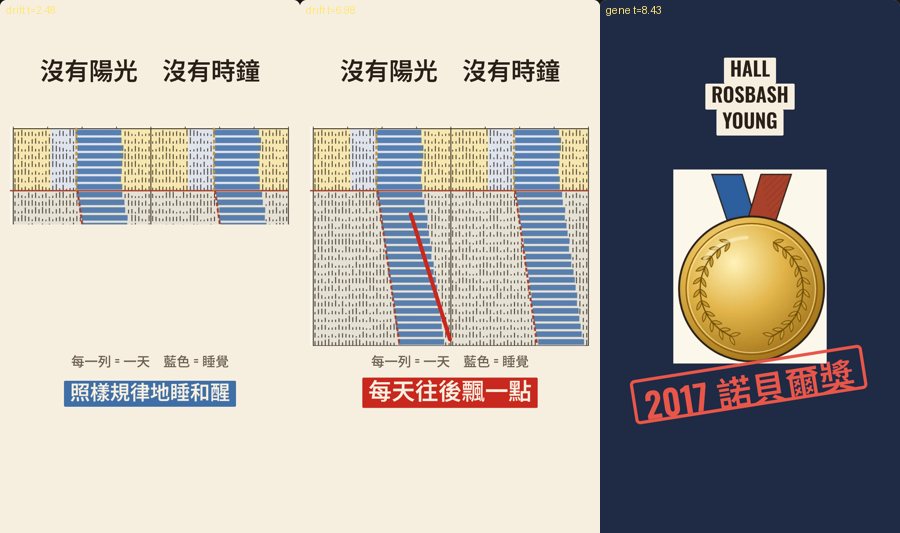 drift t=2.48
沒有陽光 沒有時鐘
每一列 = 一天 藍色 = 睡覺
照樣規律地睡和醒
drift t=6.98
沒有陽光 沒有時鐘
每一列 = 一天 藍色 = 睡覺
每天往後飄一點
gene t=8.43
HALL
ROSBASH
YOUNG
2017 諾貝爾獎